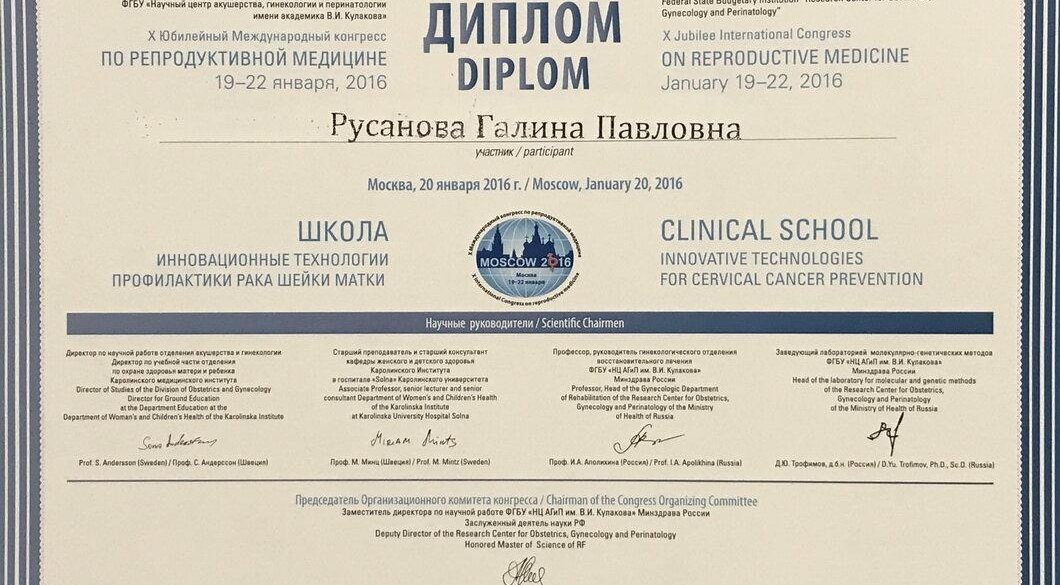 ФГБУ «Научный центр акушерства, гинекологии и перинатологии
имени академика В.И. Кулакова»
X Юбилейный Международный конгресс
ПО РЕПРОДУКТИВНОЙ МЕДИЦИНЕ
19–22 января, 2016
ДИПЛОМ
DIPLOM
Gynecology and Perinatology"
X Jubilee International Congress
ON REPRODUCTIVE MEDICINE
January 19–22, 2016
Русанова Галина Павловна
участник / participant
Москва, 20 января 2016 г. / Moscow, January 20, 2016
ШКОЛА
ИННОВАЦИОННЫЕ ТЕХНОЛОГИИ
ПРОФИЛАКТИКИ РАКА ШЕЙКИ МАТКИ
X Международный конгресс по репродуктивной медицине
MOSCOW 2016
Москва
19–22 января
X International Congress on reproductive medicine
CLINICAL SCHOOL
INNOVATIVE TECHNOLOGIES
FOR CERVICAL CANCER PREVENTION
Научные руководители / Scientific Chairmen
Директор по научной работе отделения акушерства и гинекологии
Директор по учебной части отделения
по охране здоровья матери и ребенка
Каролинского медицинского института
Director of Studies of the Division of Obstetrics and Gynecology
Director for Ground Education
at the Department Education at the
Department of Women's and Children's Health of the Karolinska Institute
Prof. S. Andersson (Sweden) / Проф. С. Андерссон (Швеция)
Старший преподаватель и старший консультант
кафедры женского и детского здоровья
Каролинского Института
в госпитале «Solna» Каролинского университета
Associate Professor, senior lecturer and senior
consultant Department of Women's and Children's Health
of the Karolinska Institute
at Karolinska University Hospital Solna
Miriam Mints
Проф. М. Минц (Швеция) / Prof. M. Mintz (Sweden)
Профессор, руководитель гинекологического отделения
восстановительного лечения
ФГБУ «НЦ АГиП им. В.И. Кулакова»
Минздрава России
Professor, Head of the Gynecologic Department
of Rehabilitation of the Research Center for Obstetrics,
Gynecology and Perinatology of the Ministry
of Health of Russia
Проф. И.А. Аполихина (Россия) / Prof. I.A. Apolikhina (Russia)
Заведующий лабораторией молекулярно-генетических методов
ФГБУ «НЦ АГиП им. В.И. Кулакова»
Минздрава России
Head of the laboratory for molecular and genetic methods
of the Research Center for Obstetrics,
Gynecology and Perinatology
of the Ministry of Health of Russia
Д.Ю. Трофимов, д.б.н. (Россия) / D.Yu. Trofimov, Ph.D., Sc.D. (Russia)
Председатель Организационного комитета конгресса / Chairman of the Congress Organizing Committee
Заместитель директора по научной работе ФГБУ «НЦ АГиП им. В.И. Кулакова» Минздрава России
Заслуженный деятель науки РФ
Deputy Director of the Research Center for Obstetrics, Gynecology and Perinatology
Honored Master of Science of RF